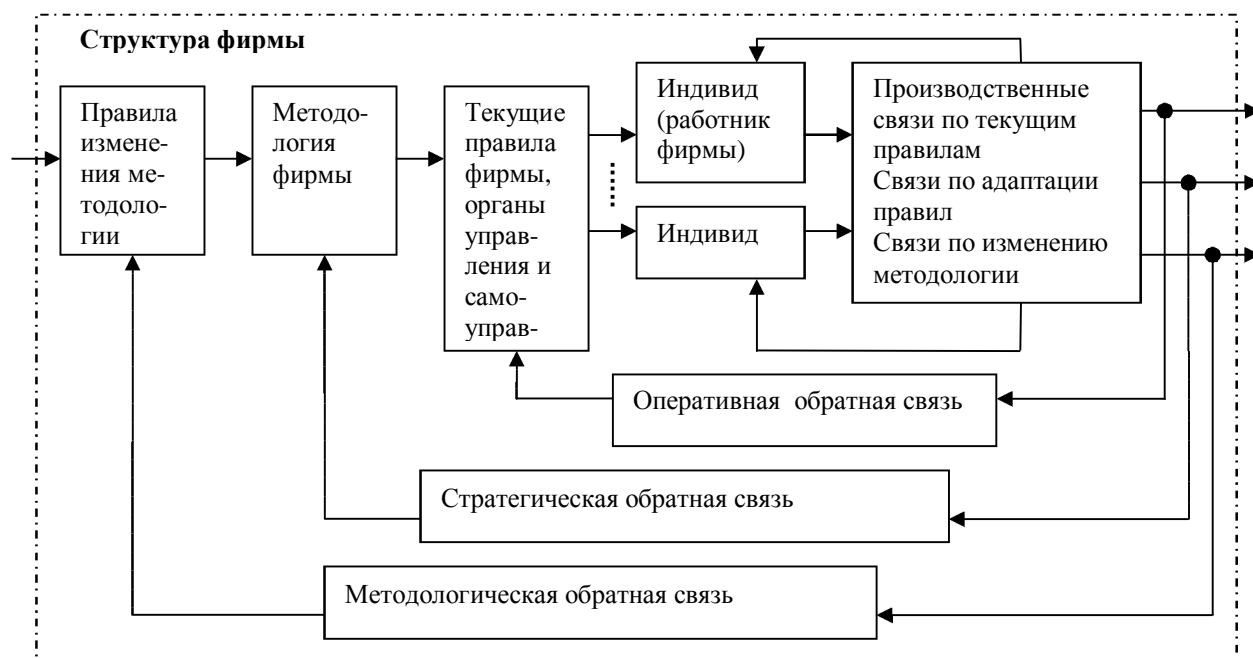 Структура фирмы
Правила
измене-
ния ме-
тодоло-
гии
Методо-
логия
фирмы
Текущие
правила
фирмы,
органы
управ-
ления и
само-
управ-
Индивид
(работник
фирмы)
Индивид
Производственные
связи по текущим
правилам
Связи по адаптации
правил
Связи по изменению
методологии
Оперативная обратная связь
Стратегическая обратная связь
Методологическая обратная связь